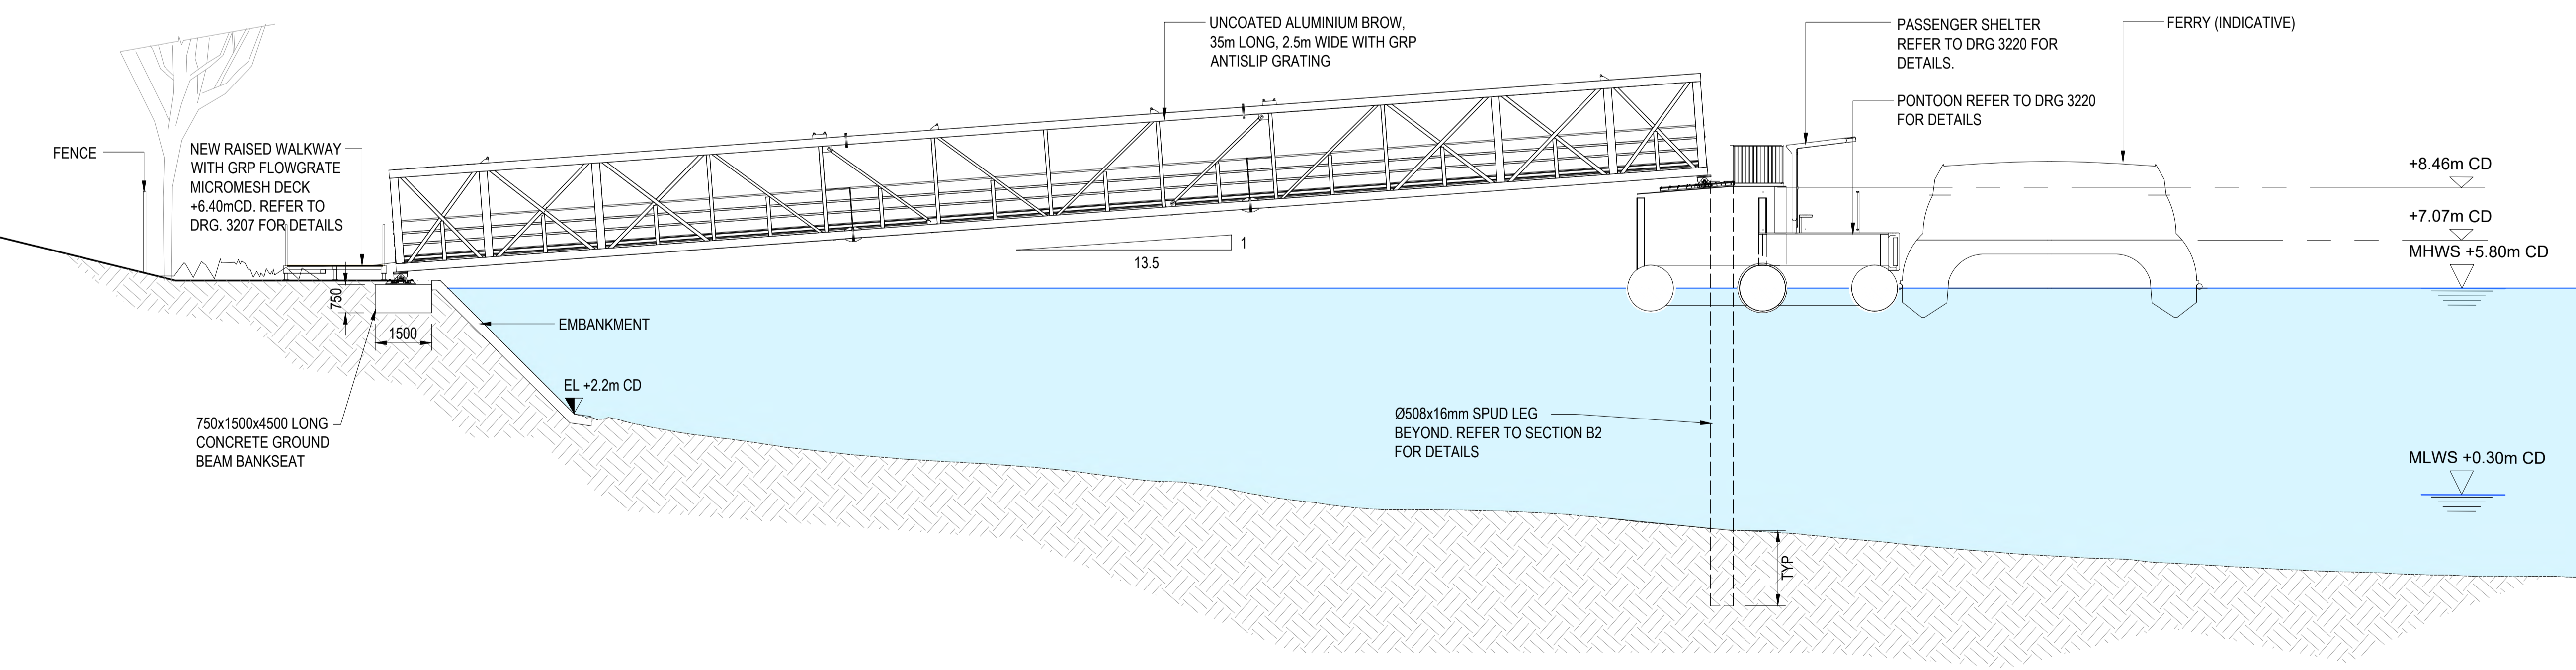 UNCOATED ALUMINIUM BROW,
35m LONG, 2.5m WIDE WITH GRP
ANTISLIP GRATING
PASSENGER SHELTER
REFER TO DRG 3220 FOR
DETAILS.
FERRY (INDICATIVE)
PONTOON REFER TO DRG 3220
FOR DETAILS
FENCE
NEW RAISED WALKWAY
WITH GRP FLOWGRATE
MICROMESH DECK
+6.40mCD. REFER TO
DRG. 3207 FOR DETAILS
+8.46m CD
+7.07m CD
MHWS +5.80m CD
1
13.5
750
1500
EMBANKMENT
EL +2.2m CD
750x1500x4500 LONG
CONCRETE GROUND
BEAM BANKSEAT
Ø508x16mm SPUD LEG
BEYOND. REFER TO SECTION B2
FOR DETAILS
MLWS +0.30m CD
TYP